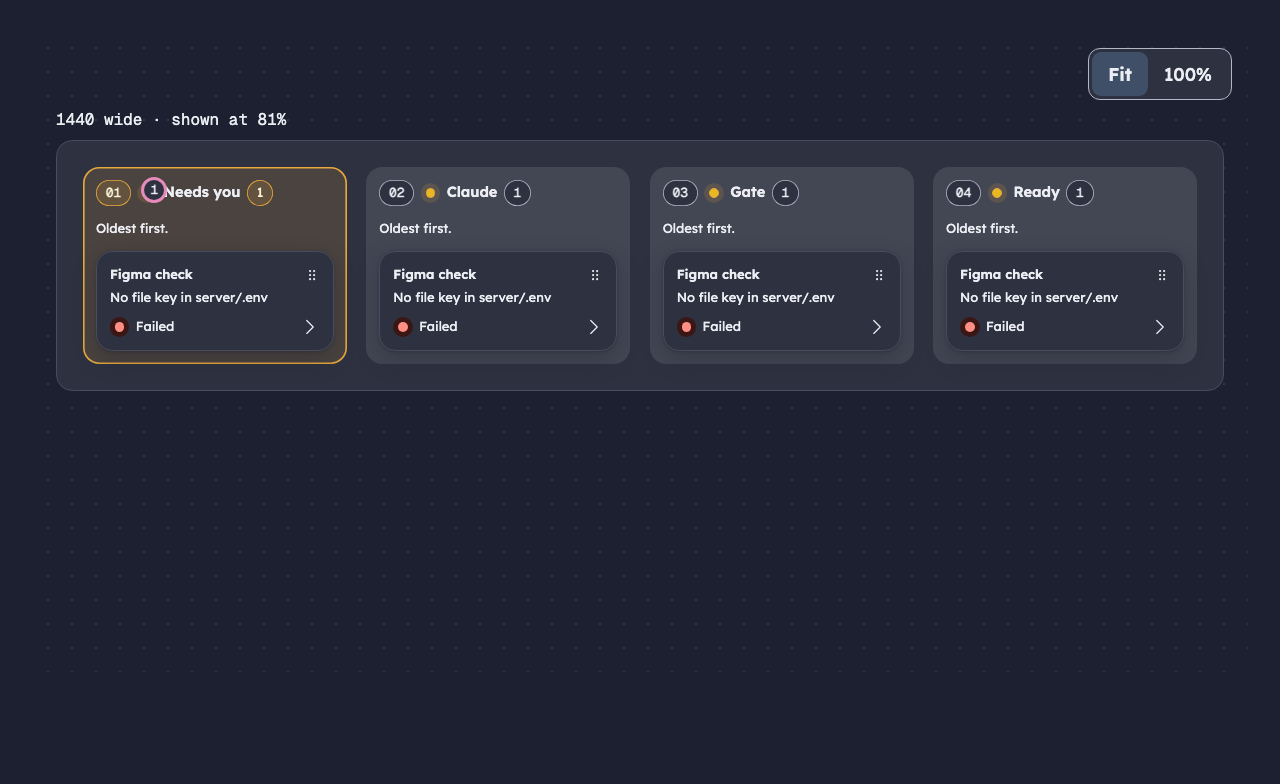 Fit 100%
1440 wide · shown at 81%
01 1 Needs you 1
Oldest first.
Figma check
No file key in server/.env
Failed
02 Claude 1
Oldest first.
Figma check
No file key in server/.env
Failed
03 Gate 1
Oldest first.
Figma check
No file key in server/.env
Failed
04 Ready 1
Oldest first.
Figma check
No file key in server/.env
Failed